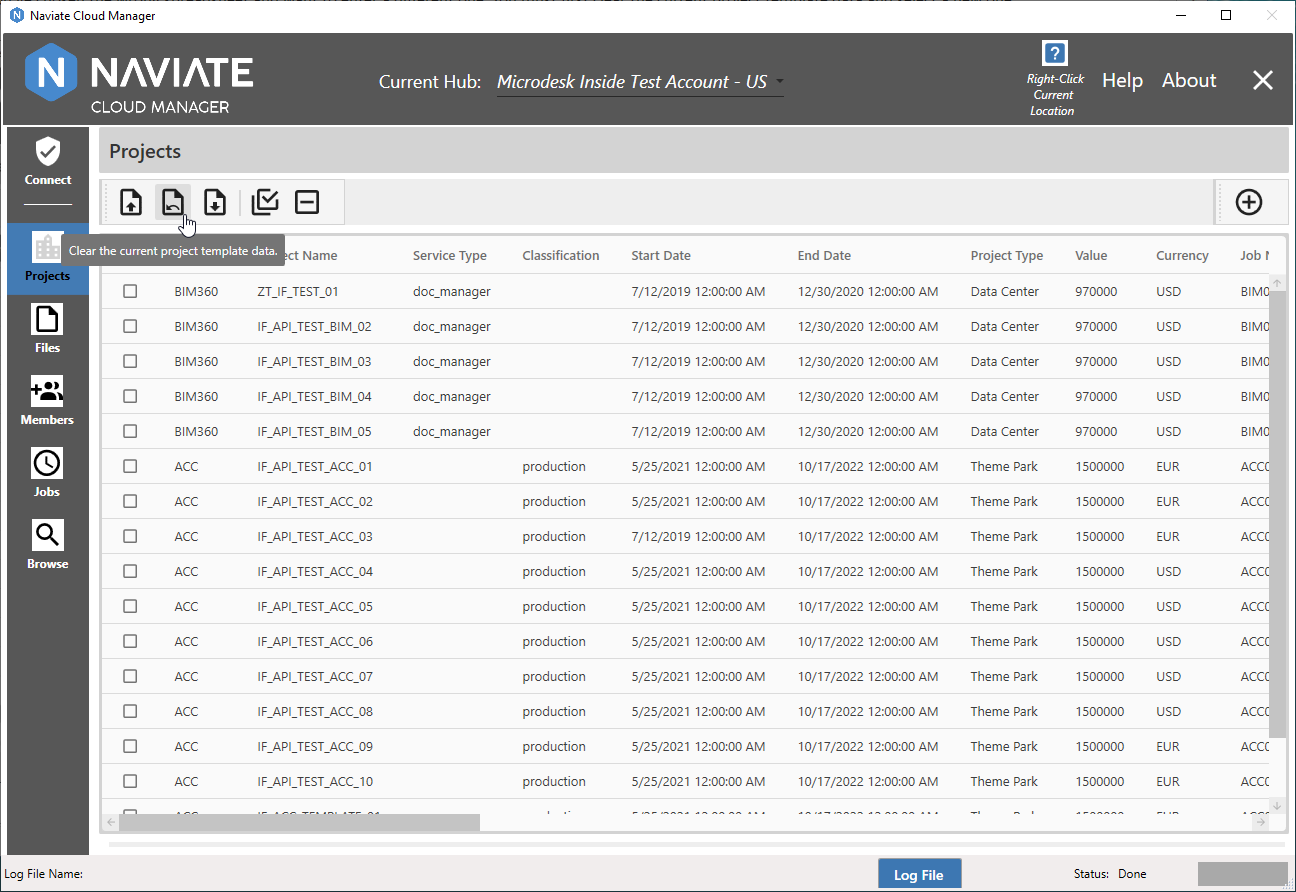 Naviate Cloud Manager
NAVIATE
CLOUD MANAGER
Current Hub: Microdesk Inside Test Account - US
?
Right-Click
Current
Location
Help
About
Connect
Projects
Files
Members
Jobs
Browse
Projects
Clear the current project template data.
Name Service Type Classification Start Date End Date Project Type Value Currency Job
BIM360 ZT_IF_TEST_01 doc_manager 7/12/2019 12:00:00 AM 12/30/2020 12:00:00 AM Data Center 970000 USD BIM0
BIM360 IF_API_TEST_BIM_02 doc_manager 7/12/2019 12:00:00 AM 12/30/2020 12:00:00 AM Data Center 970000 USD BIM0
BIM360 IF_API_TEST_BIM_03 doc_manager 7/12/2019 12:00:00 AM 12/30/2020 12:00:00 AM Data Center 970000 USD BIM0
BIM360 IF_API_TEST_BIM_04 doc_manager 7/12/2019 12:00:00 AM 12/30/2020 12:00:00 AM Data Center 970000 USD BIM0
BIM360 IF_API_TEST_BIM_05 doc_manager 7/12/2019 12:00:00 AM 12/30/2020 12:00:00 AM Data Center 970000 USD BIM0
ACC IF_API_TEST_ACC_01 production 5/25/2021 12:00:00 AM 10/17/2022 12:00:00 AM Theme Park 1500000 EUR ACC0
ACC IF_API_TEST_ACC_02 production 5/25/2021 12:00:00 AM 10/17/2022 12:00:00 AM Theme Park 1500000 EUR ACC0
ACC IF_API_TEST_ACC_03 production 7/12/2019 12:00:00 AM 10/17/2022 12:00:00 AM Theme Park 1500000 EUR ACC0
ACC IF_API_TEST_ACC_04 production 5/25/2021 12:00:00 AM 10/17/2022 12:00:00 AM Theme Park 1500000 USD ACC0
ACC IF_API_TEST_ACC_05 production 5/25/2021 12:00:00 AM 10/17/2022 12:00:00 AM Theme Park 1500000 USD ACC0
ACC IF_API_TEST_ACC_06 production 5/25/2021 12:00:00 AM 10/17/2022 12:00:00 AM Theme Park 1500000 USD ACC0
ACC IF_API_TEST_ACC_07 production 5/25/2021 12:00:00 AM 10/17/2022 12:00:00 AM Theme Park 1500000 USD ACC0
ACC IF_API_TEST_ACC_08 production 5/25/2021 12:00:00 AM 10/17/2022 12:00:00 AM Theme Park 1500000 USD ACC0
ACC IF_API_TEST_ACC_09 production 5/25/2021 12:00:00 AM 10/17/2022 12:00:00 AM Theme Park 1500000 EUR ACC0
ACC IF_API_TEST_ACC_10 production 5/25/2021 12:00:00 AM 10/17/2022 12:00:00 AM Theme Park 1500000 EUR ACC0
Log File Name:
Log File
Status: Done